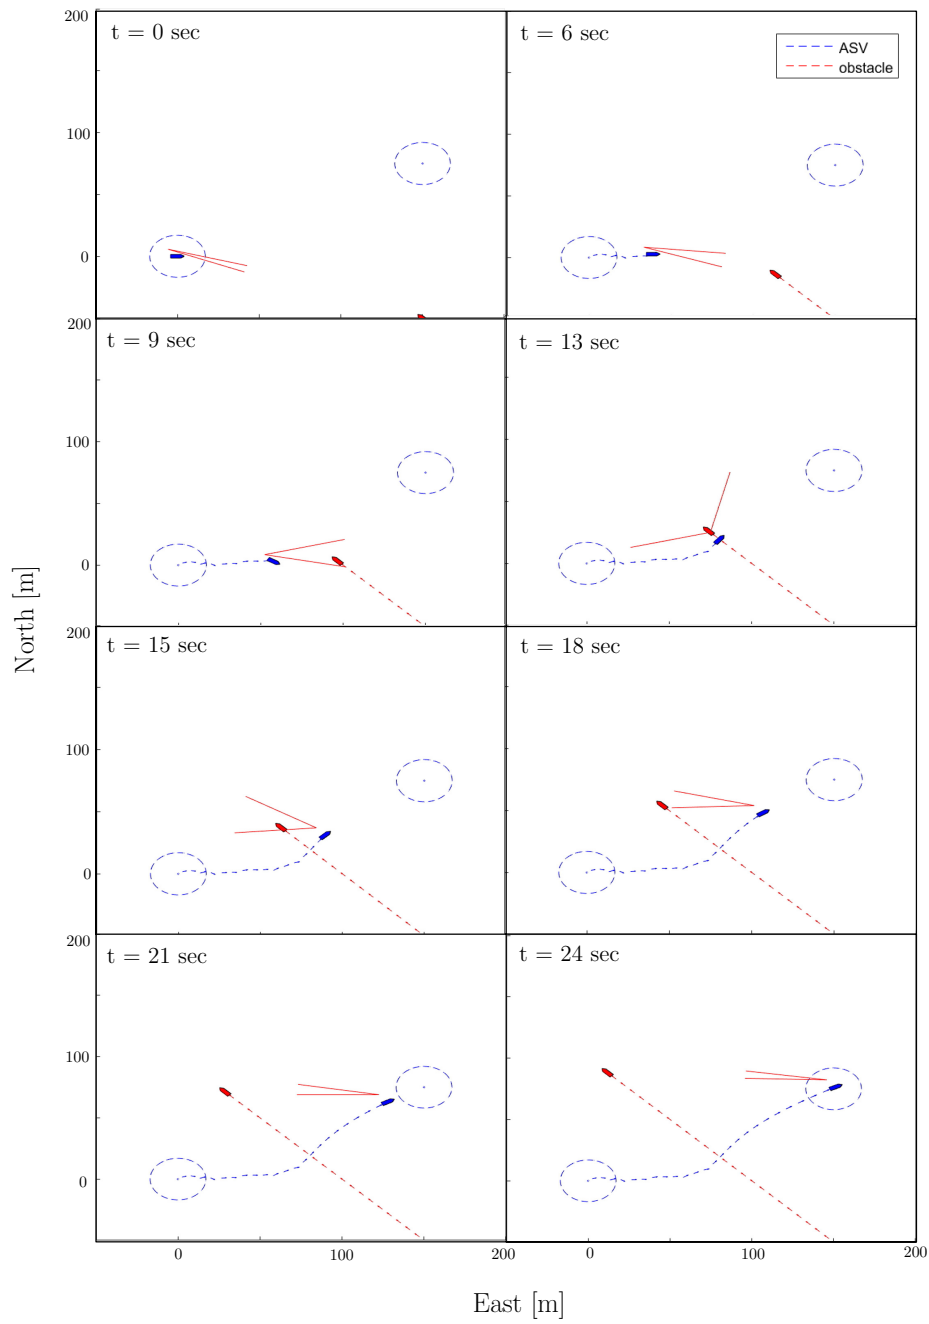 200
t = 0 sec
t = 6 sec
ASV
obstacle
100
0
200
t = 9 sec
t = 13 sec
100
0
North [m]
200
t = 15 sec
t = 18 sec
100
0
200
t = 21 sec
t = 24 sec
100
0
0
100
200
0
100
200
East [m]